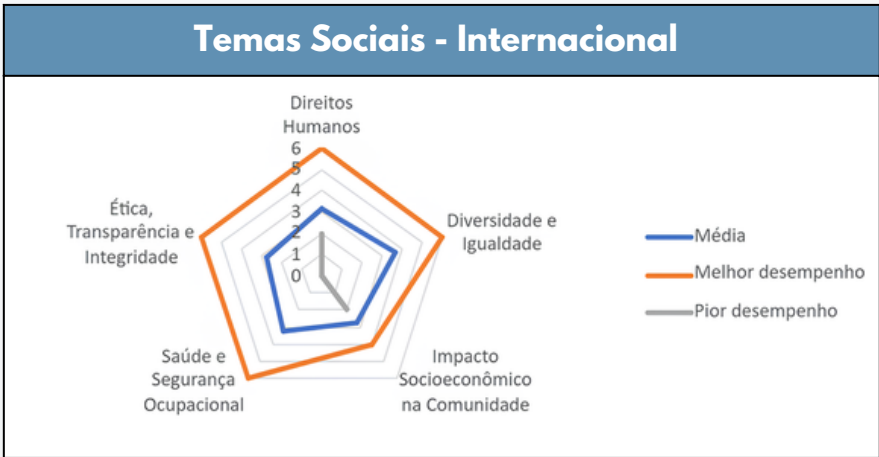 Temas Sociais - Internacional
Direitos
Humanos
6
5
4
3
2
1
0
Ética,
Transparência e
Integridade
Diversidade e
Igualdade
Saúde e
Segurança
Ocupacional
Impacto
Socioeconômico
na Comunidade
Média
Melhor desempenho
Pior desempenho